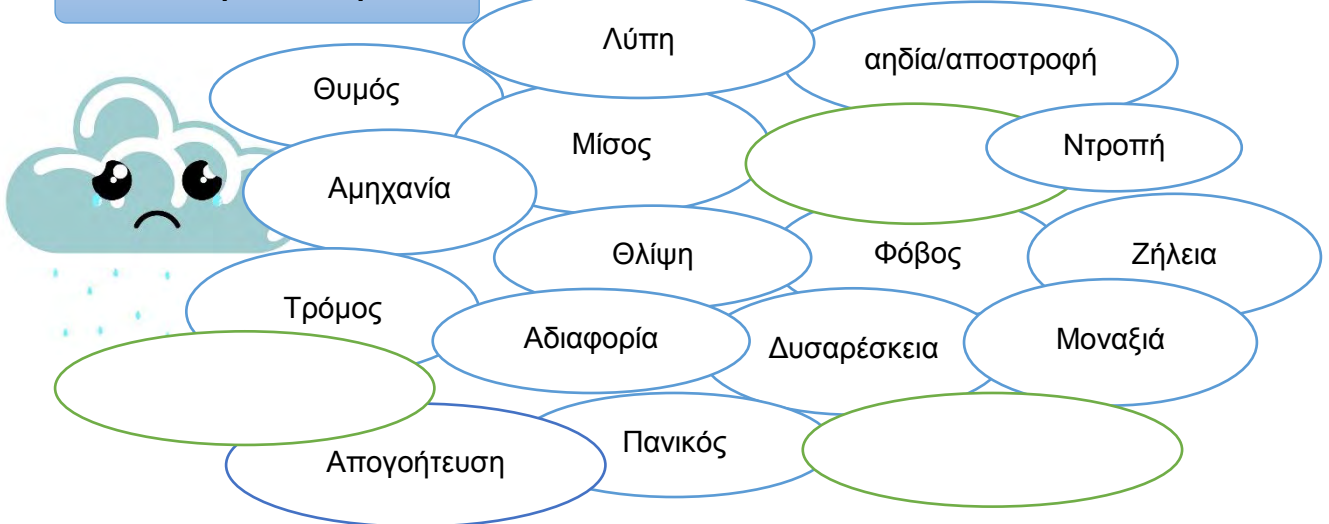 Λύπη
αηδία/αποστροφή
Θυμός
Μίσος
Ντροπή
Αμηχανία
Θλίψη
Φόβος
Ζήλεια
Τρόμος
Αδιαφορία
Δυσαρέσκεια
Μοναξιά
Πανικός
Απογοήτευση